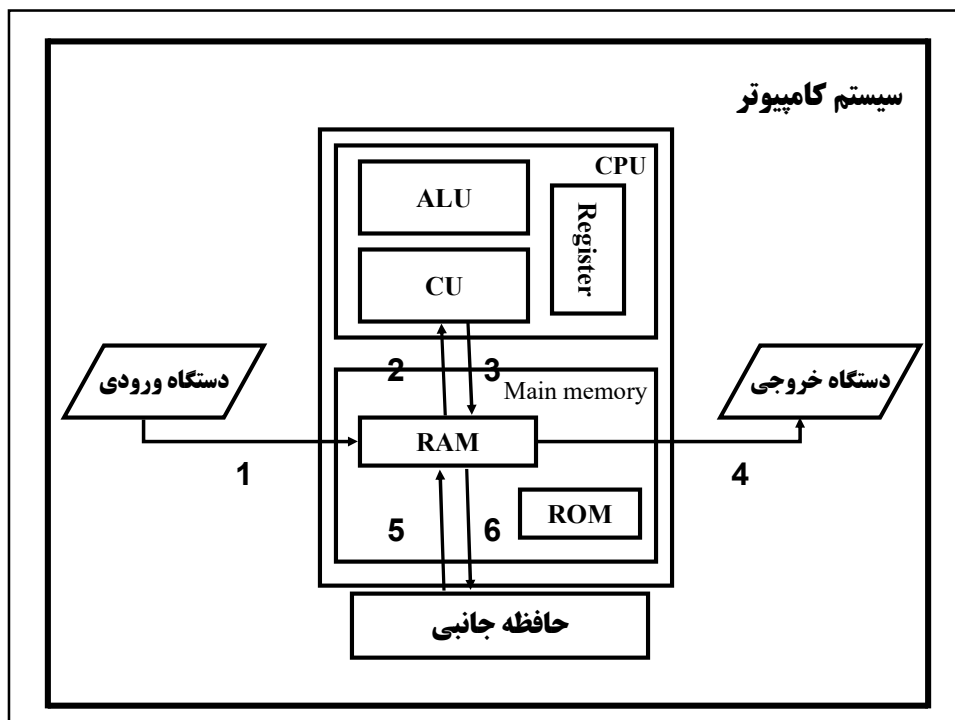 سیستم کامپیوتر
CPU
ALU
Register
CU
دستگاه ورودی
2
3
دستگاه خروجی
Main memory
RAM
1
4
ROM
5
6
حافظه جانبی